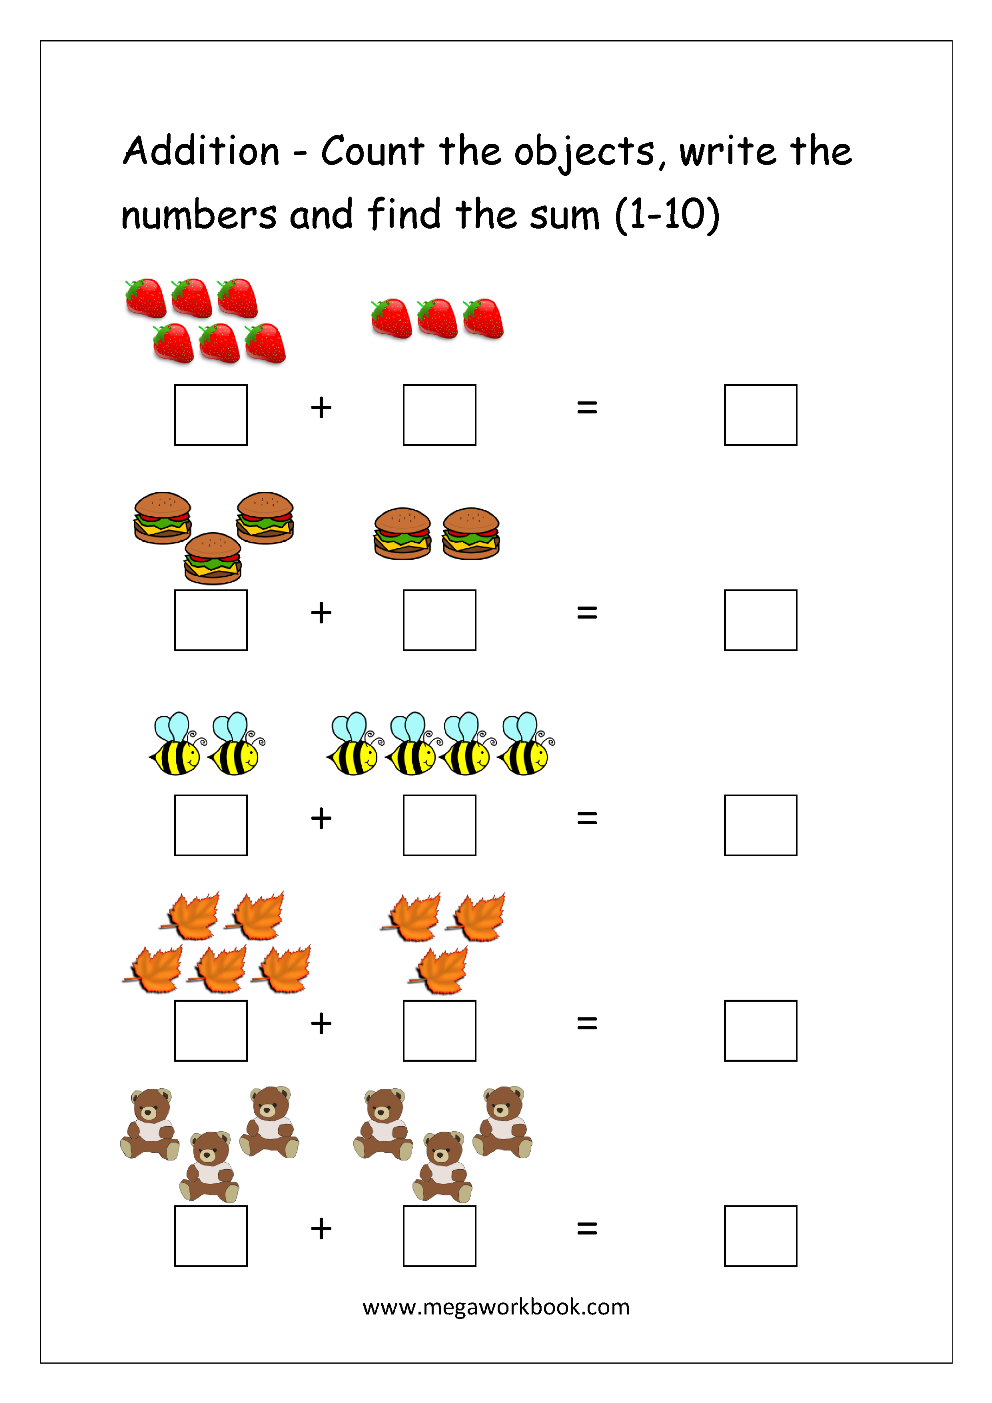 Addition - Count the objects, write the
numbers and find the sum (1-10)
+ =
+ =
+ =
+ =
+ =
www.megaworkbook.com